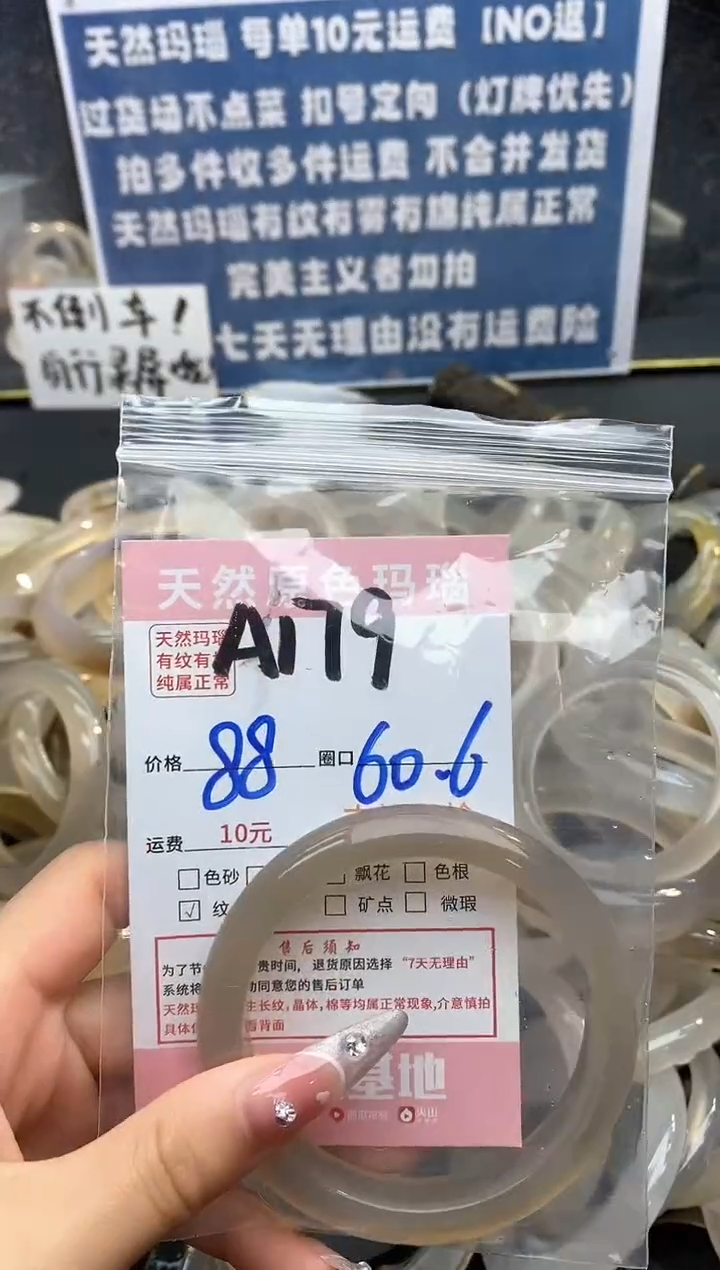 天然玛瑙 每单10元运费【NO退】
过货场不点菜 扣号定向（灯牌优先）
拍多件收多件运费 不合并发货
天然玛瑙有纹有雾有绵纯属正常
完美主义者勿拍
七天无理由没有运费险
不倒车！
自行
天然原色玛瑙
A179
天然玛瑙
有纹有
纯属正常
价格 88 圈口 60.6
运费 10元
色砂 飘花 色根
√ 纹 矿点 微瑕
售后须知
为了节 贵时间，退货原因选择“7天无理由”
系统将 动同意您的售后订单
天然玛 生长纹，晶体，棉等均属正常现象，介意慎拍
具体 看背面
基地
火山